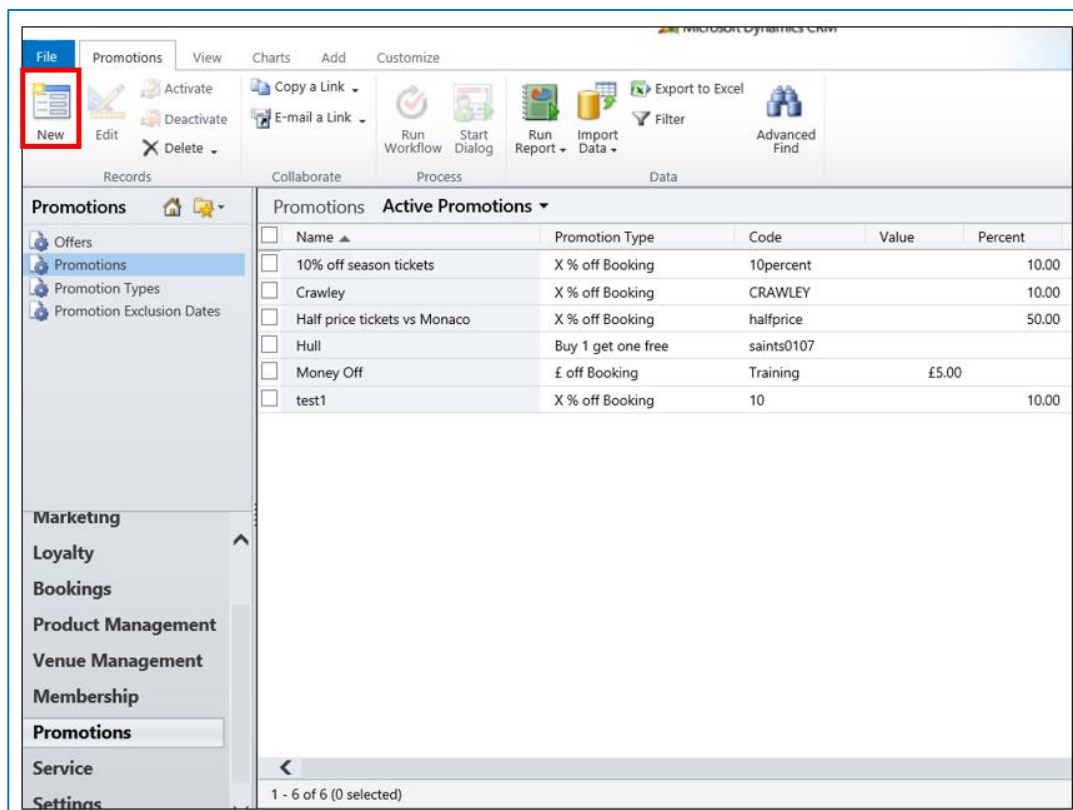 Microsoft Dynamics CRM
File Promotions View Charts Add Customize
New Edit Activate Deactivate Delete
Copy a Link E-mail a Link
Run Workflow Start Dialog
Run Report Import Data Export to Excel Filter Advanced Find
Records Collaborate Process Data
Promotions
Offers
Promotions
Promotion Types
Promotion Exclusion Dates
Marketing
Loyalty
Bookings
Product Management
Venue Management
Membership
Promotions
Service
Settings
Promotions Active Promotions
Name Promotion Type Code Value Percent
10% off season tickets X % off Booking 10percent 10.00
Crawley X % off Booking CRAWLEY 10.00
Half price tickets vs Monaco X % off Booking halfprice 50.00
Hull Buy 1 get one free saints0107
Money Off £ off Booking Training £5.00
test1 X % off Booking 10 10.00
1 - 6 of 6 (0 selected)